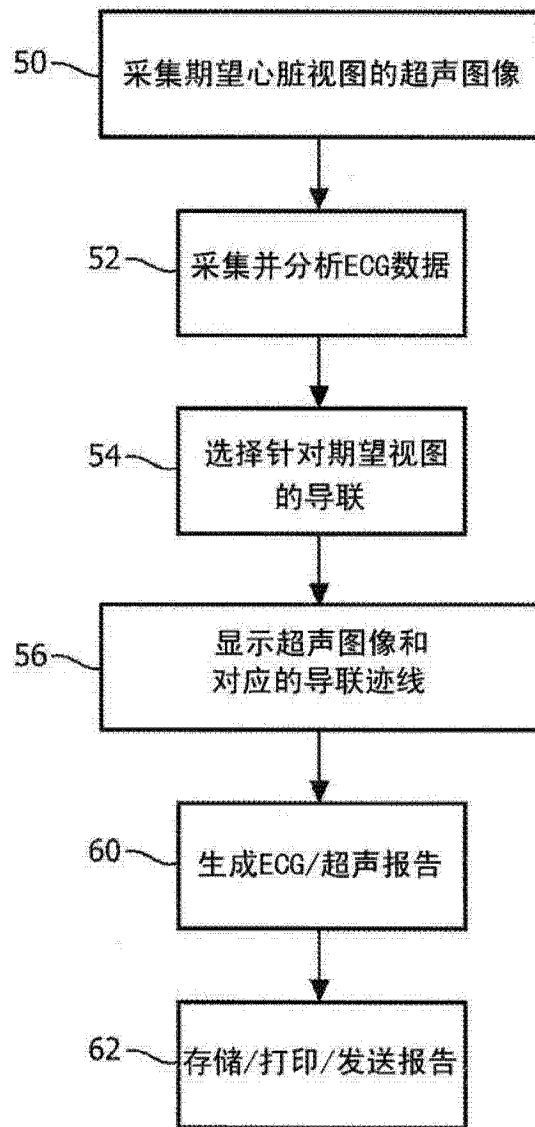 50
采集期望心脏视图的超声图像
52
采集并分析ECG数据
54
选择针对期望视图
的导联
56
显示超声图像和
对应的导联迹线
60
生成ECG/超声报告
62
存储/打印/发送报告